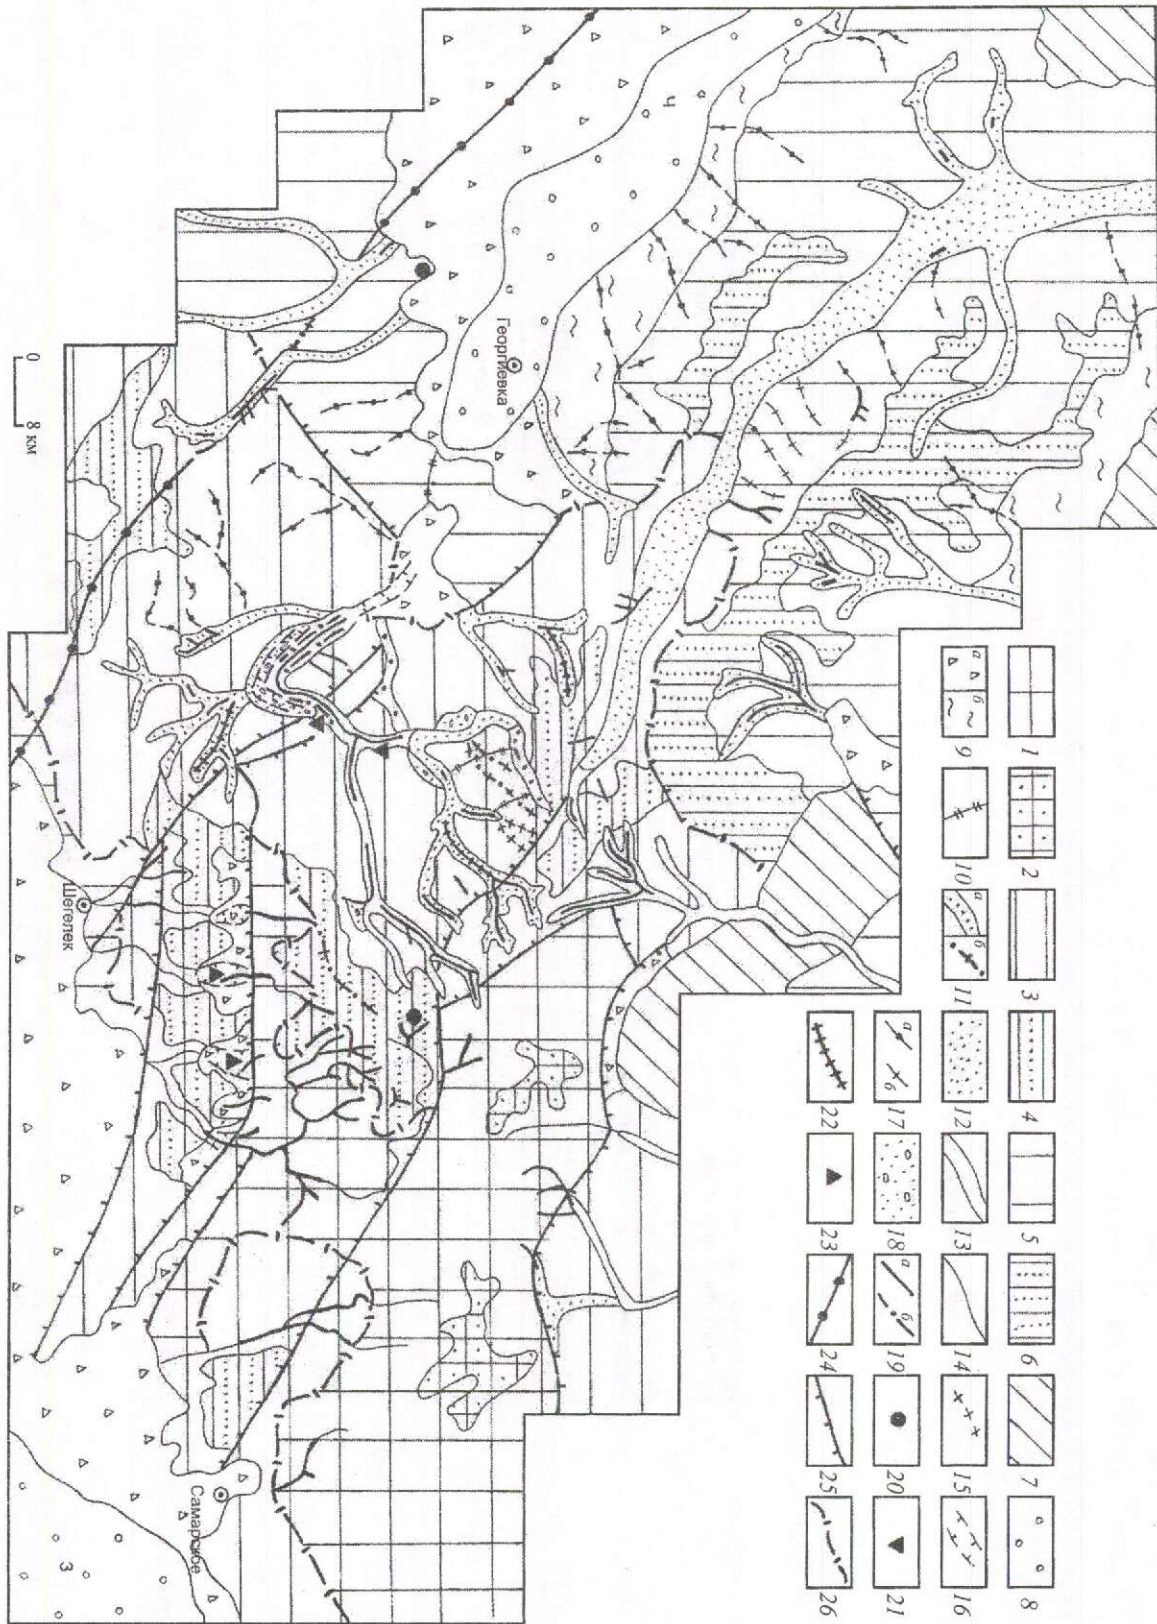 Георгиевка
Шегелек
Самарское
Ч
З
0 8 км
1 2 3 4 5 6 7 8
а б
9 10 а б 11 12 13 14 15 16
а б 17 18 а б 19 20 21
22 23 24 25 26